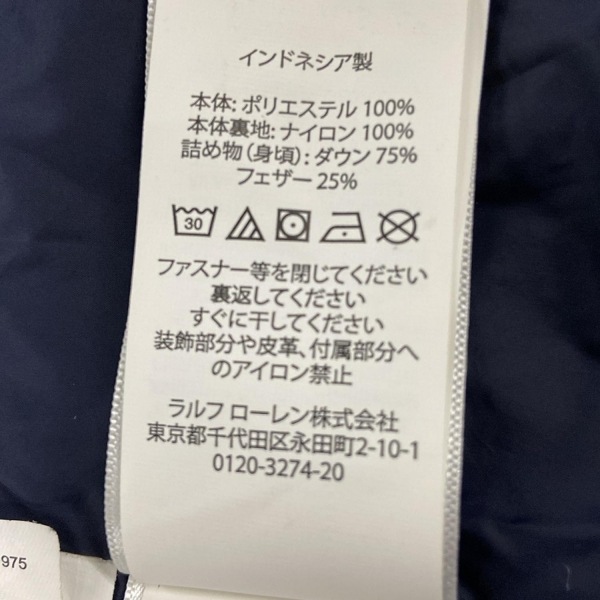 インドネシア製
本体: ポリエステル 100%
本体裏地: ナイロン 100%
詰め物 (身頃) : ダウン 75%
フェザー 25%
30
ファスナー等を閉じてください
裏返してください
すぐに干してください
装飾部分や皮革、付属部分へ
のアイロン禁止
ラルフ ローレン株式会社
東京都千代田区永田町2-10-1
0120-3274-20
975